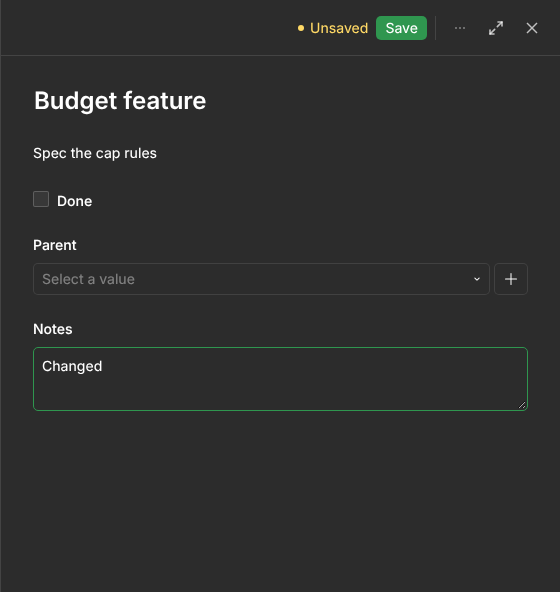 Unsaved Save ...
Budget feature
Spec the cap rules
Done
Parent
Select a value
Notes
Changed